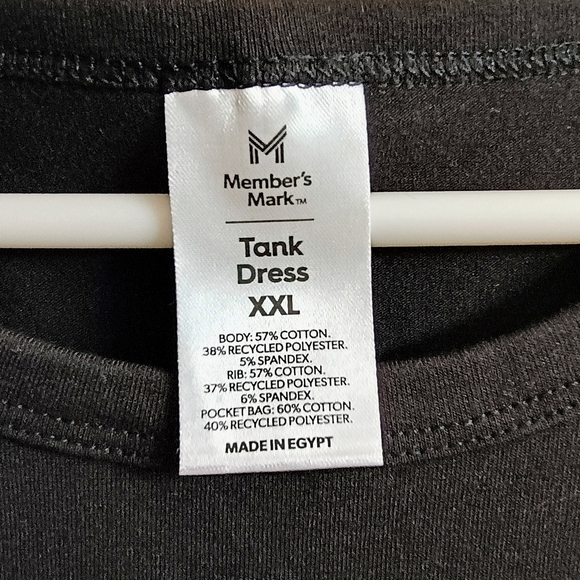 Member's
Mark™
Tank
Dress
XXL
BODY: 57% COTTON.
38% RECYCLED POLYESTER.
5% SPANDEX.
RIB: 57% COTTON.
37% RECYCLED POLYESTER.
6% SPANDEX.
POCKET BAG: 60% COTTON.
40% RECYCLED POLYESTER.
MADE IN EGYPT